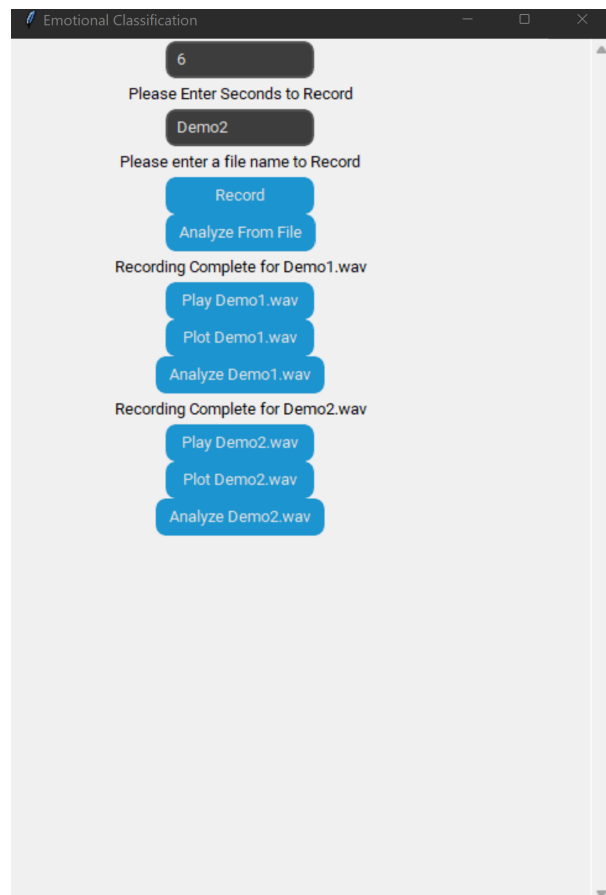 Emotional Classification
6
Please Enter Seconds to Record
Demo2
Please enter a file name to Record
Record
Analyze From File
Recording Complete for Demo1.wav
Play Demo1.wav
Plot Demo1.wav
Analyze Demo1.wav
Recording Complete for Demo2.wav
Play Demo2.wav
Plot Demo2.wav
Analyze Demo2.wav